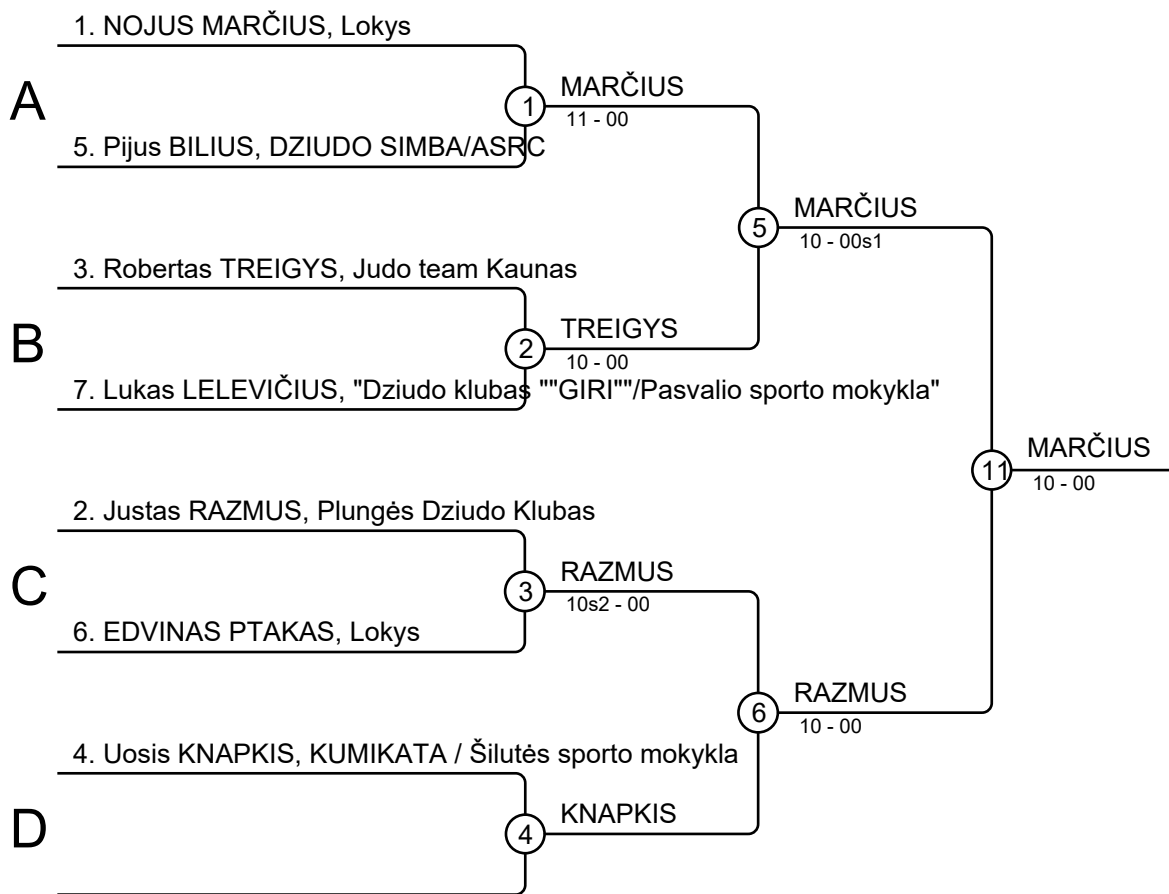 1. NOJUS MARČIUS, Lokys
A
1
MARČIUS
11 - 00
5. Pijus BILIUS, DZIUDO SIMBA/ASRC
5
MARČIUS
10 - 00s1
3. Robertas TREIGYS, Judo team Kaunas
B
2
TREIGYS
10 - 00
7. Lukas LELEVIČIUS, "Dziudo klubas ""GIRI""/Pasvalio sporto mokykla"
11
MARČIUS
10 - 00
2. Justas RAZMUS, Plungės Dziudo Klubas
C
3
RAZMUS
10s2 - 00
6. EDVINAS PTAKAS, Lokys
6
RAZMUS
10 - 00
4. Uosis KNAPKIS, KUMIKATA / Šilutės sporto mokykla
D
4
KNAPKIS